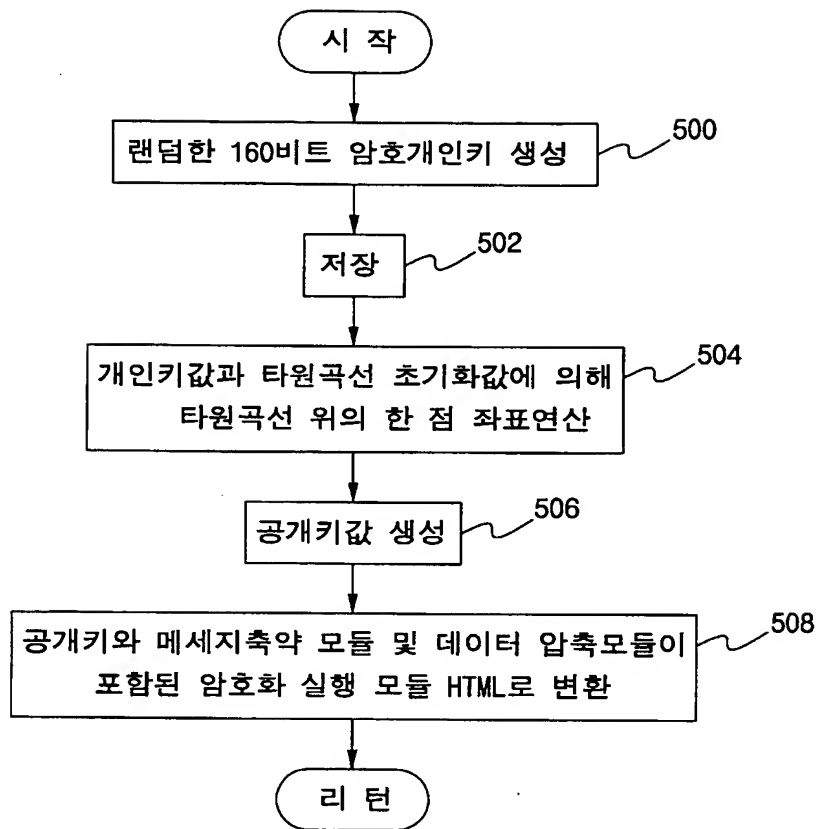 시 작
랜덤한 160비트 암호개인키 생성
500
저장
502
개인키값과 타원곡선 초기화값에 의해
타원곡선 위의 한 점 좌표연산
504
공개키값 생성
506
공개키와 메세지축약 모듈 및 데이터 압축모듈이
포함된 암호화 실행 모듈 HTML로 변환
508
리 턴